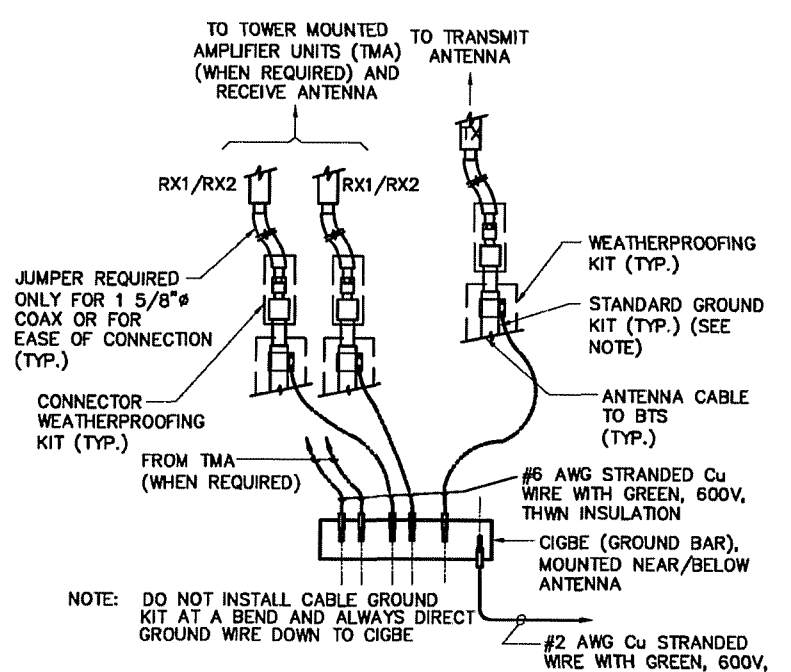 TO TOWER MOUNTED
AMPLIFIER UNITS (TMA)
(WHEN REQUIRED) AND
RECEIVE ANTENNA
TO TRANSMIT
ANTENNA
TX
RX1/RX2
RX1/RX2
WEATHERPROOFING
KIT (TYP.)
JUMPER REQUIRED
ONLY FOR 1 5/8"ø
COAX OR FOR
EASE OF CONNECTION
(TYP.)
STANDARD GROUND
KIT (TYP.) (SEE
NOTE)
CONNECTOR
WEATHERPROOFING
KIT (TYP.)
ANTENNA CABLE
TO BTS
(TYP.)
FROM TMA
(WHEN REQUIRED)
#6 AWG STRANDED Cu
WIRE WITH GREEN, 600V,
THWN INSULATION
CIGBE (GROUND BAR),
MOUNTED NEAR/BELOW
ANTENNA
NOTE: DO NOT INSTALL CABLE GROUND
KIT AT A BEND AND ALWAYS DIRECT
GROUND WIRE DOWN TO CIGBE
#2 AWG Cu STRANDED
WIRE WITH GREEN, 600V,